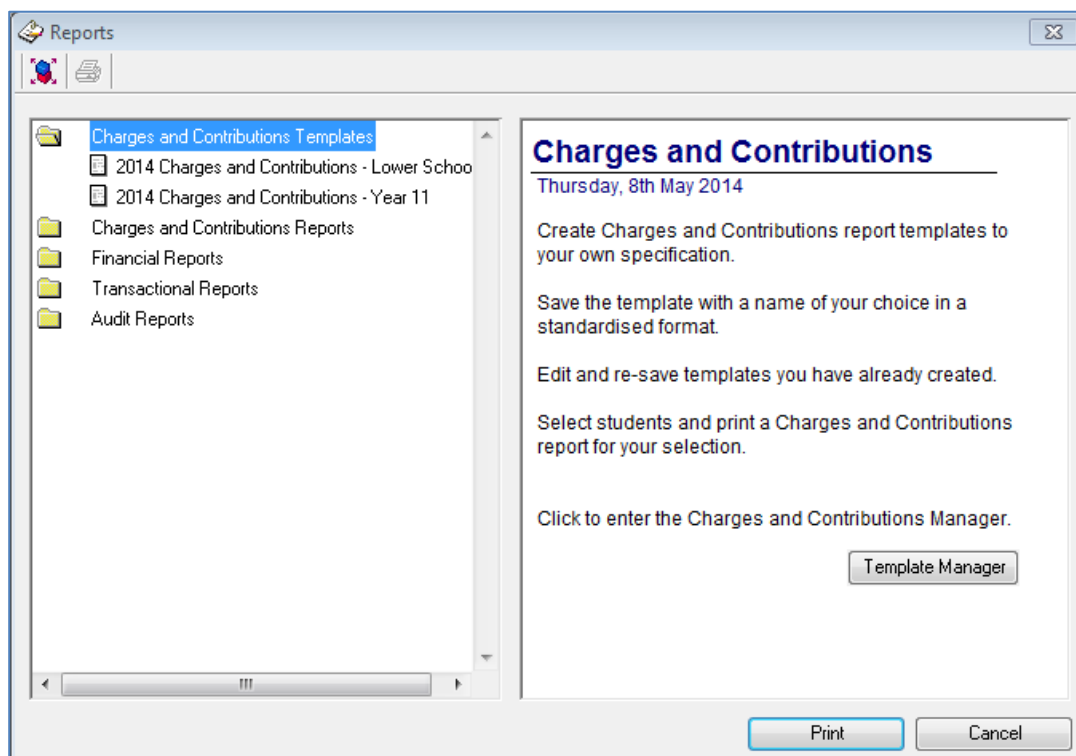 Reports
Charges and Contributions Templates
2014 Charges and Contributions - Lower Schoo
2014 Charges and Contributions - Year 11
Charges and Contributions Reports
Financial Reports
Transactional Reports
Audit Reports
Charges and Contributions
Thursday, 8th May 2014
Create Charges and Contributions report templates to
your own specification.
Save the template with a name of your choice in a
standardised format.
Edit and re-save templates you have already created.
Select students and print a Charges and Contributions
report for your selection.
Click to enter the Charges and Contributions Manager.
Template Manager
Print
Cancel